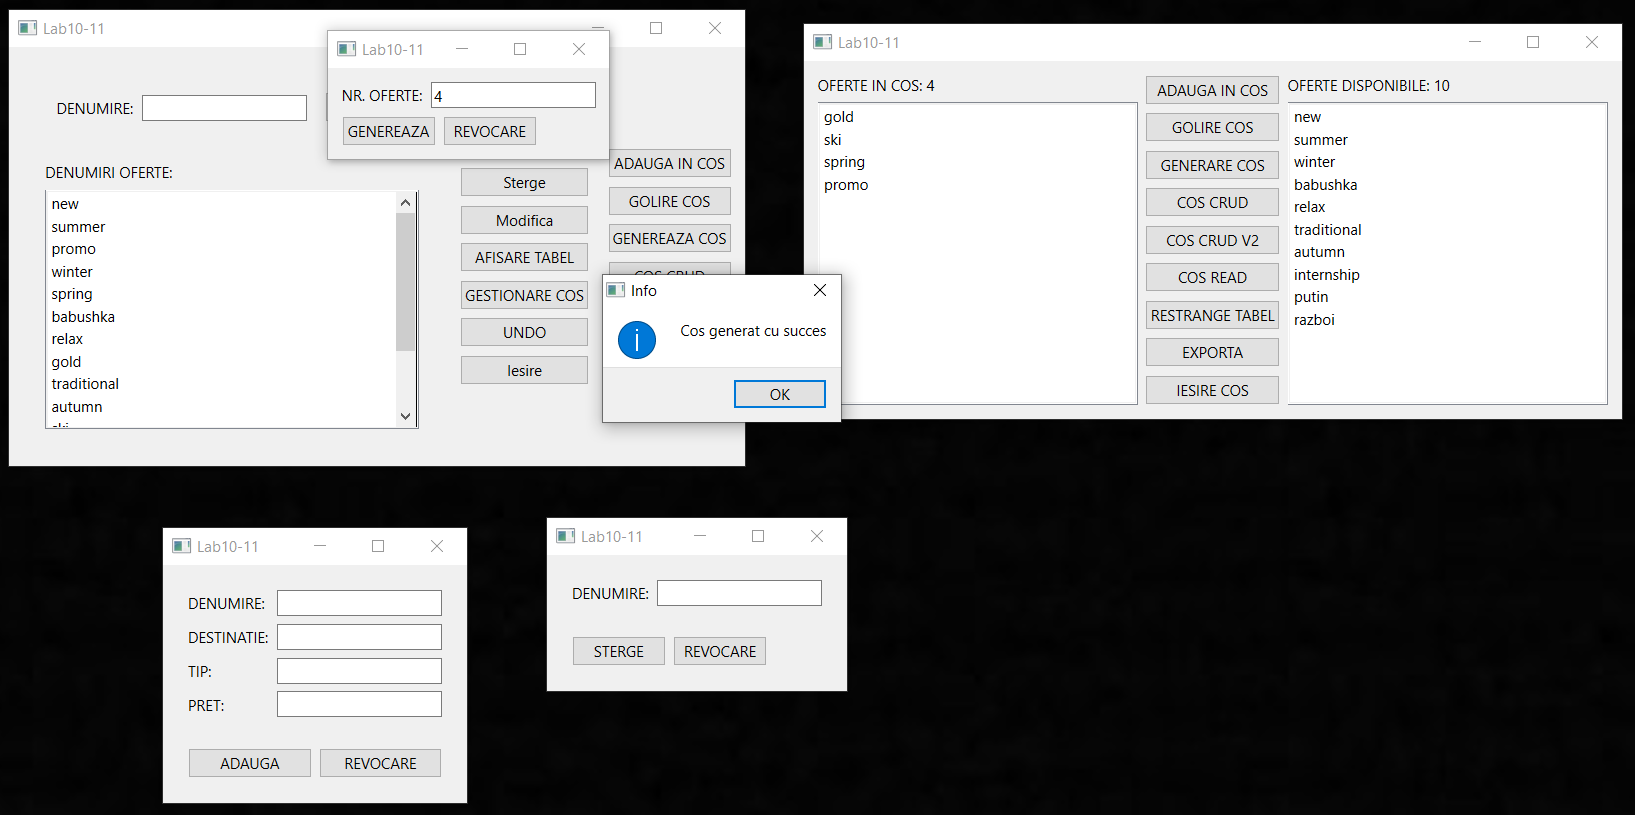 Lab10-11
DENUMIRE:
DENUMIRI OFERTE:
new
summer
promo
winter
spring
babushka
relax
gold
traditional
autumn
ski
Sterge
Modifica
AFISARE TABEL
GESTIONARE COS
UNDO
Iesire
ADAUGA IN COS
GOLIRE COS
GENEREAZA COS
COS CRUD
Lab10-11
NR. OFERTE: 4
GENEREAZA REVOCARE
Info
Cos generat cu succes
OK
Lab10-11
OFERTE IN COS: 4
gold
ski
spring
promo
ADAUGA IN COS
GOLIRE COS
GENERARE COS
COS CRUD
COS CRUD V2
COS READ
RESTRANGE TABEL
EXPORTA
IESIRE COS
OFERTE DISPONIBILE: 10
new
summer
winter
babushka
relax
traditional
autumn
internship
putin
razboi
Lab10-11
DENUMIRE:
DESTINATIE:
TIP:
PRET:
ADAUGA REVOCARE
Lab10-11
DENUMIRE:
STERGE REVOCARE